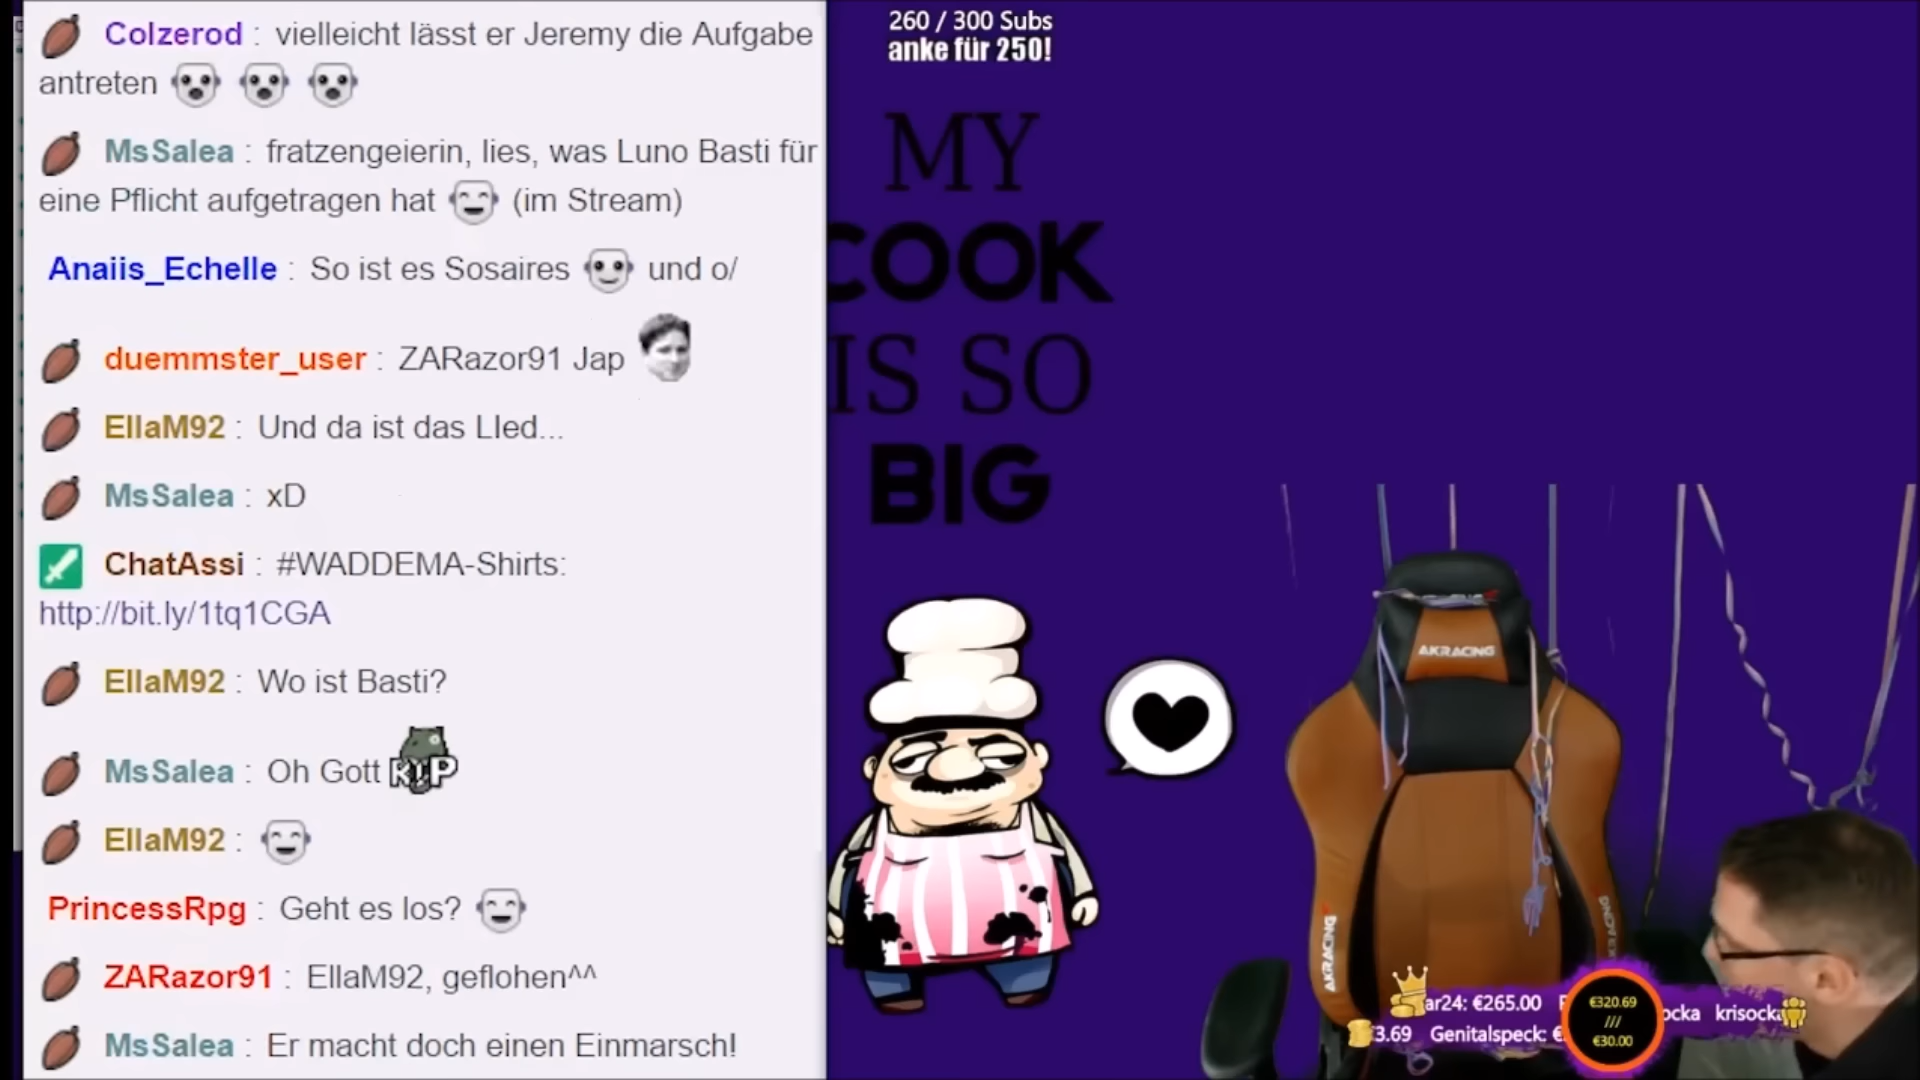 Colzerod : vielleicht lässt er Jeremy die Aufgabe
antreten
MsSalea : fratzengeierin, lies, was Luno Basti für
eine Pflicht aufgetragen hat (im Stream)
Anaiis_Echelle : So ist es Sosaires und o/
duemmster_user : ZARazor91 Jap
EllaM92 : Und da ist das LIed...
MsSalea : xD
ChatAssi : #WADDEMA-Shirts:
http://bit.ly/1tq1CGA
EllaM92 : Wo ist Basti?
MsSalea : Oh Gott RIP
EllaM92 :
PrincessRpg : Geht es los?
ZARazor91 : EllaM92, geflohen^^
MsSalea : Er macht doch einen Einmarsch!
260 / 300 Subs
anke für 250!
MY
COOK
IS SO
BIG
AKRACING
AKRACING
AKRACING
ar24: €265.00
3.69 Genitalspeck: €
€320.69
///
€30.00
ocka krisocka